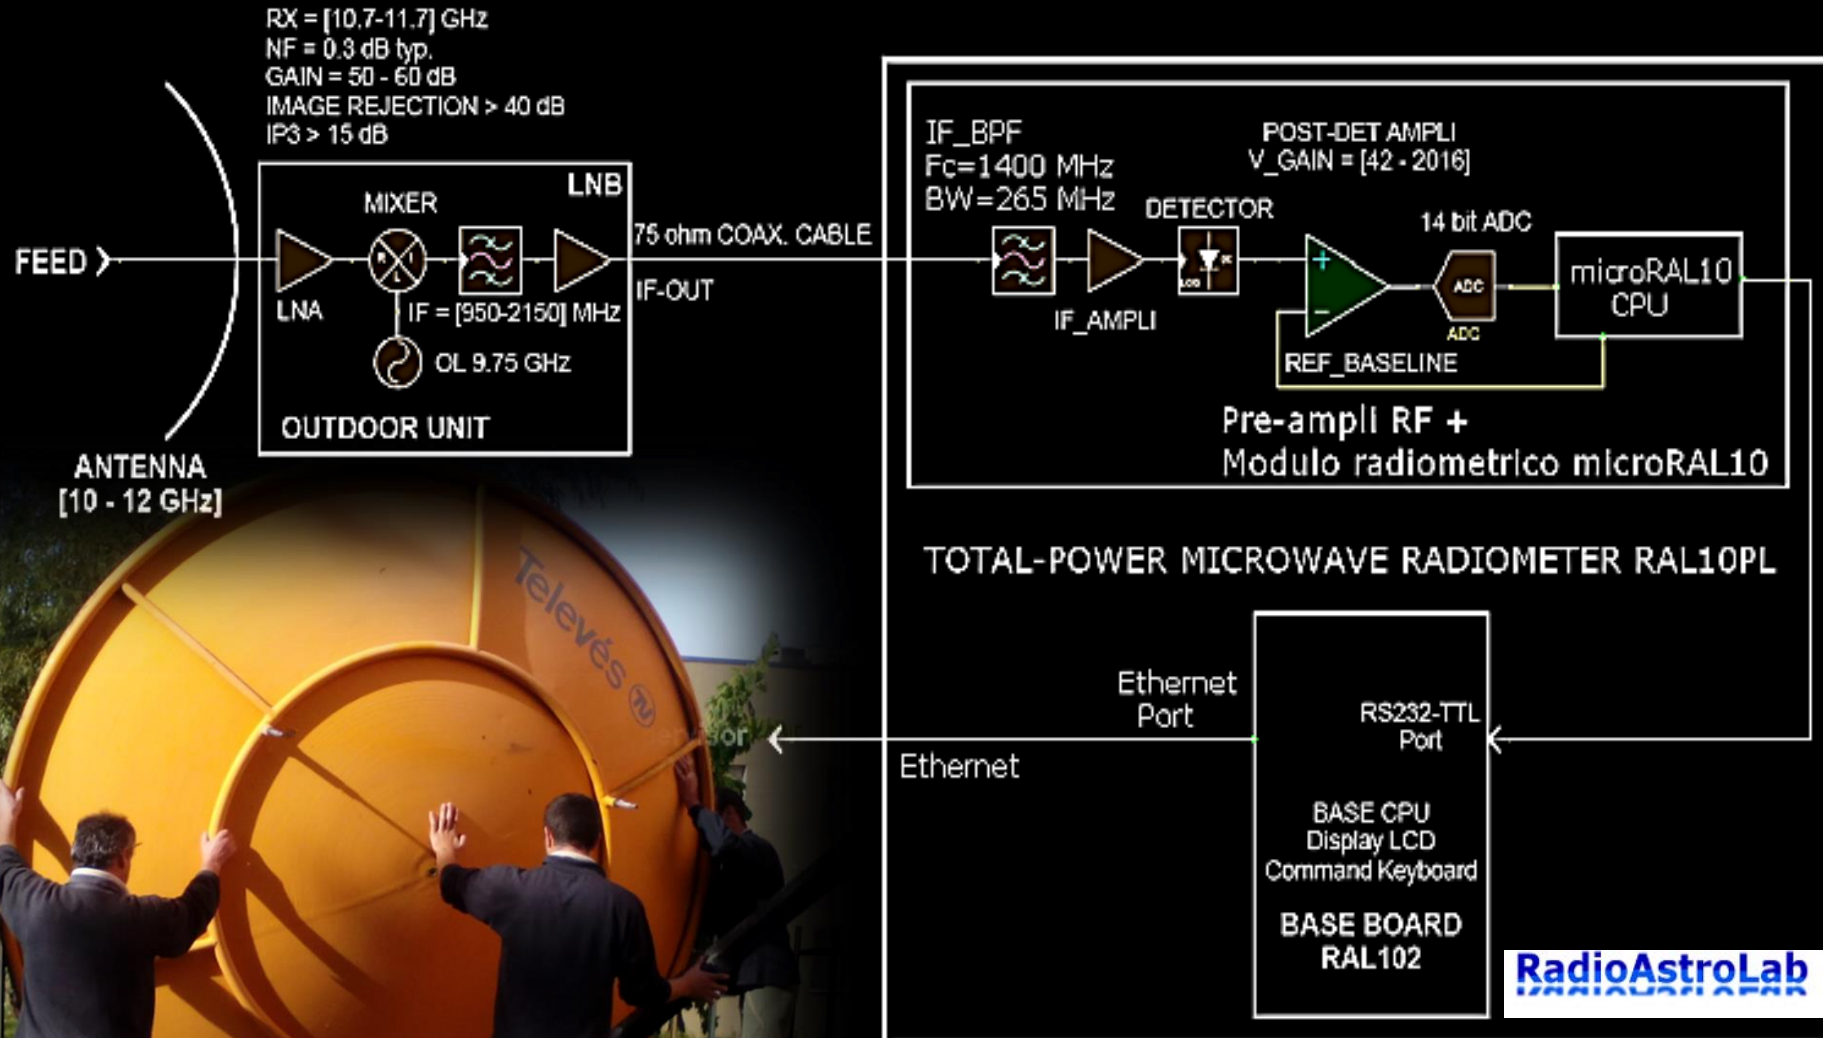 RX = [10.7-11.7] GHz
NF = 0.3 dB typ.
GAIN = 50 - 60 dB
IMAGE REJECTION > 40 dB
IP3 > 15 dB
LNB
MIXER
FEED
LNA
IF = [950-2150] MHz
OL 9.75 GHz
OUTDOOR UNIT
ANTENNA
[10 - 12 GHz]
75 ohm COAX. CABLE
IF-OUT
IF_BPF
Fc=1400 MHz
BW=265 MHz
POST-DET AMPLI
V_GAIN = [42 - 2016]
DETECTOR
LOG
DC
IF_AMPLI
+
-
14 bit ADC
ADC
ADC
microRAL10
CPU
REF_BASELINE
Pre-ampli RF +
Modulo radiometrico microRAL10
TOTAL-POWER MICROWAVE RADIOMETER RAL10PL
Ethernet
Port
Ethernet
RS232-TTL
Port
BASE CPU
Display LCD
Command Keyboard
BASE BOARD
RAL102
Televés
RadioAstroLab